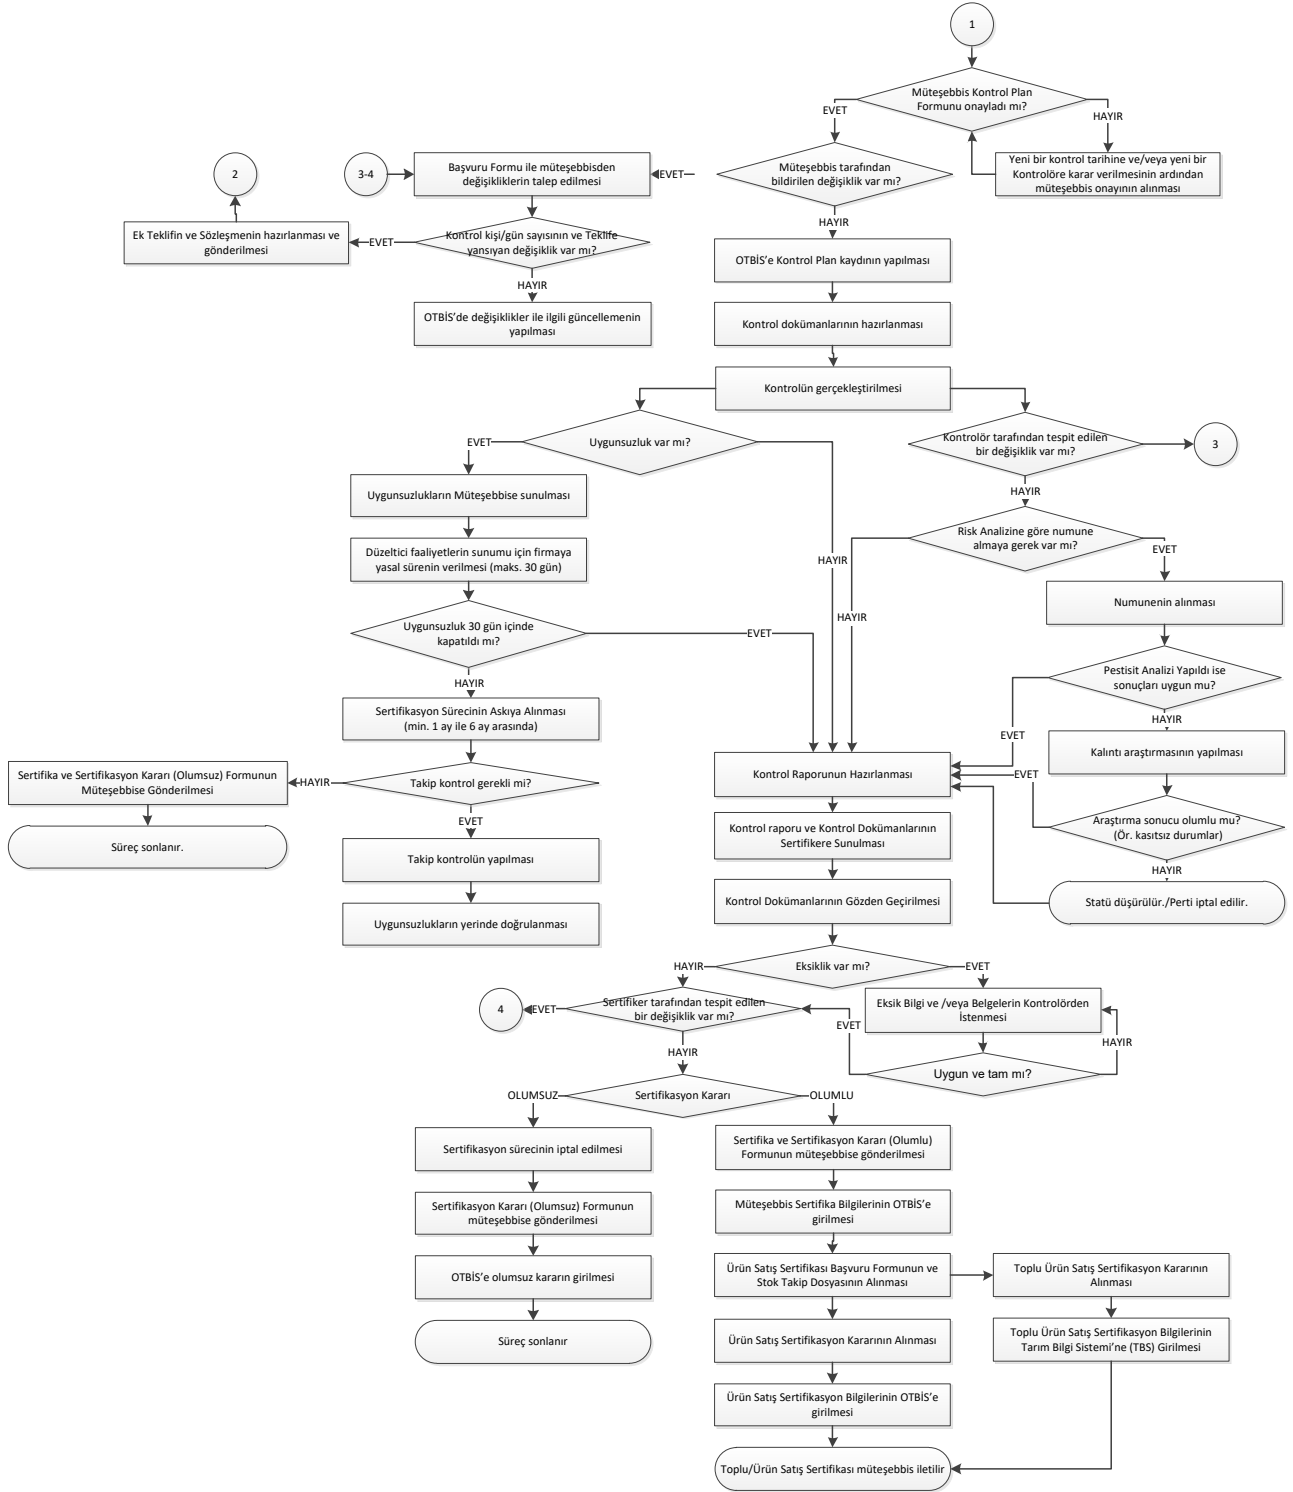 1
Müteşebbis Kontrol Plan
Formunu onayladı mı?
EVET
HAYIR
Yeni bir kontrol tarihine ve/veya yeni bir
Kontrolöre karar verilmesinin ardından
müteşebbis onayının alınması
Müteşebbis tarafından
bildirilen değişiklik var mı?
EVET
3-4
Başvuru Formu ile müteşebbisden
değişikliklerin talep edilmesi
2
Ek Teklifin ve Sözleşmenin hazırlanması ve
gönderilmesi
EVET
Kontrol kişi/gün sayısının ve Teklife
yansıyan değişiklik var mı?
HAYIR
OTBİS’de değişiklikler ile ilgili güncellemenin
yapılması
HAYIR
OTBİS’e Kontrol Plan kaydının yapılması
Kontrol dokümanlarının hazırlanması
Kontrolün gerçekleştirilmesi
Uygunsuzluk var mı?
EVET
HAYIR
Kontrolör tarafından tespit edilen
bir değişiklik var mı?
3
HAYIR
Uygunsuzlukların Müteşebbise sunulması
Risk Analizine göre numune
almaya gerek var mı?
EVET
HAYIR
Düzeltici faaliyetlerin sunumu için firmaya
yasal sürenin verilmesi (maks. 30 gün)
Numunenin alınması
Uygunsuzluk 30 gün içinde
kapatıldı mı?
EVET
HAYIR
Pestisit Analizi Yapıldı ise
sonuçları uygun mu?
EVET
HAYIR
Sertifikasyon Sürecinin Askıya Alınması
(min. 1 ay ile 6 ay arasında)
Kalıntı araştırmasının yapılması
Sertifika ve Sertifikasyon Kararı (Olumsuz) Formunun
Müteşebbise Gönderilmesi
HAYIR
Takip kontrol gerekli mi?
EVET
Kontrol Raporunun Hazırlanması
EVET
Araştırma sonucu olumlu mu?
(Ör. kasıtsız durumlar)
HAYIR
Süreç sonlanır.
Takip kontrolün yapılması
Kontrol raporu ve Kontrol Dokümanlarının
Sertifikere Sunulması
Statü düşürülür./Perti iptal edilir.
Uygunsuzlukların yerinde doğrulanması
Kontrol Dokümanlarının Gözden Geçirilmesi
Eksiklik var mı?
HAYIR
EVET
4
EVET
Sertifiker tarafından tespit edilen
bir değişiklik var mı?
Eksik Bilgi ve /veya Belgelerin Kontrolörden
İstenmesi
EVET
HAYIR
Uygun ve tam mı?
HAYIR
Sertifikasyon Kararı
OLUMSUZ
OLUMLU
Sertifikasyon sürecinin iptal edilmesi
Sertifikasyon Kararı (Olumsuz) Formunun
müteşebbise gönderilmesi
OTBİS’e olumsuz kararın girilmesi
Süreç sonlanır
Sertifika ve Sertifikasyon Kararı (Olumlu)
Formunun müteşebbise gönderilmesi
Müteşebbis Sertifika Bilgilerinin OTBİS’e
girilmesi
Ürün Satış Sertifikası Başvuru Formunun ve
Stok Takip Dosyasının Alınması
Toplu Ürün Satış Sertifikasyon Kararının
Alınması
Ürün Satış Sertifikasyon Kararının Alınması
Toplu Ürün Satış Sertifikasyon Bilgilerinin
Tarım Bilgi Sistemi’ne (TBS) Girilmesi
Ürün Satış Sertifikasyon Bilgilerinin OTBİS’e
girilmesi
Toplu/Ürün Satış Sertifikası müteşebbis iletilir